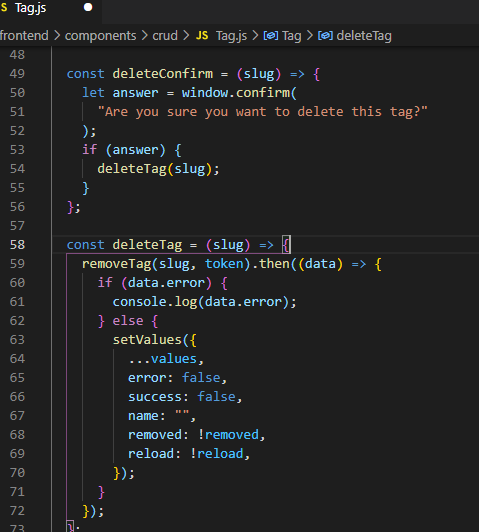 JS Tag.js
frontend > components > crud > JS Tag.js > Tag > deleteTag
48
49 const deleteConfirm = (slug) => {
50 let answer = window.confirm(
51 "Are you sure you want to delete this tag?"
52 );
53 if (answer) {
54 deleteTag(slug);
55 }
56 };
57
58 const deleteTag = (slug) => {
59 removeTag(slug, token).then((data) => {
60 if (data.error) {
61 console.log(data.error);
62 } else {
63 setValues({
64 ...values,
65 error: false,
66 success: false,
67 name: "",
68 removed: !removed,
69 reload: !reload,
70 });
71 }
72 });
73 };